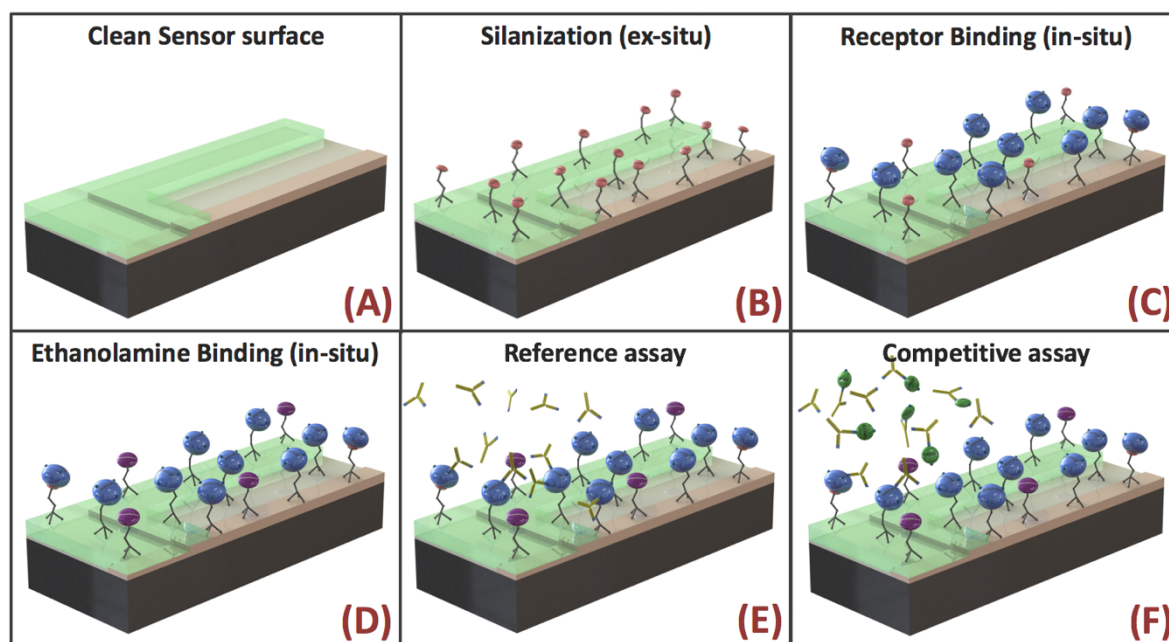 Clean Sensor surface
(A)
Silanization (ex-situ)
(B)
Receptor Binding (in-situ)
(C)
Ethanolamine Binding (in-situ)
(D)
Reference assay
(E)
Competitive assay
(F)